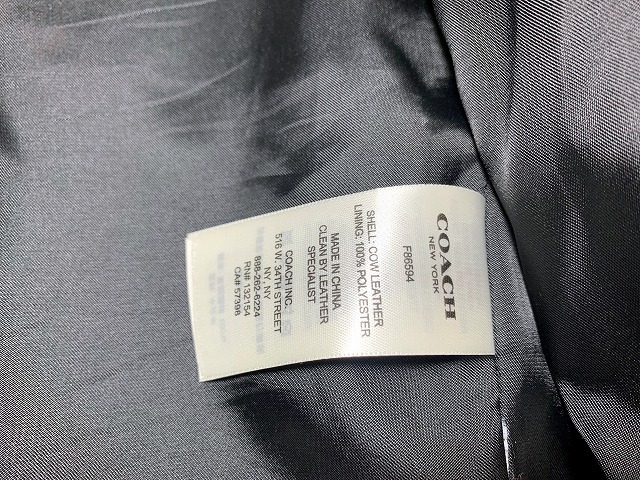 COACH
NEW YORK
F86594
SHELL: COW LEATHER
LINING: 100% POLYESTER
MADE IN CHINA
CLEAN BY LEATHER
SPECIALIST
COACH INC.
516 W. 34TH STREET
NY, NY
888-262-6224
RN# 132154
CA# 57398